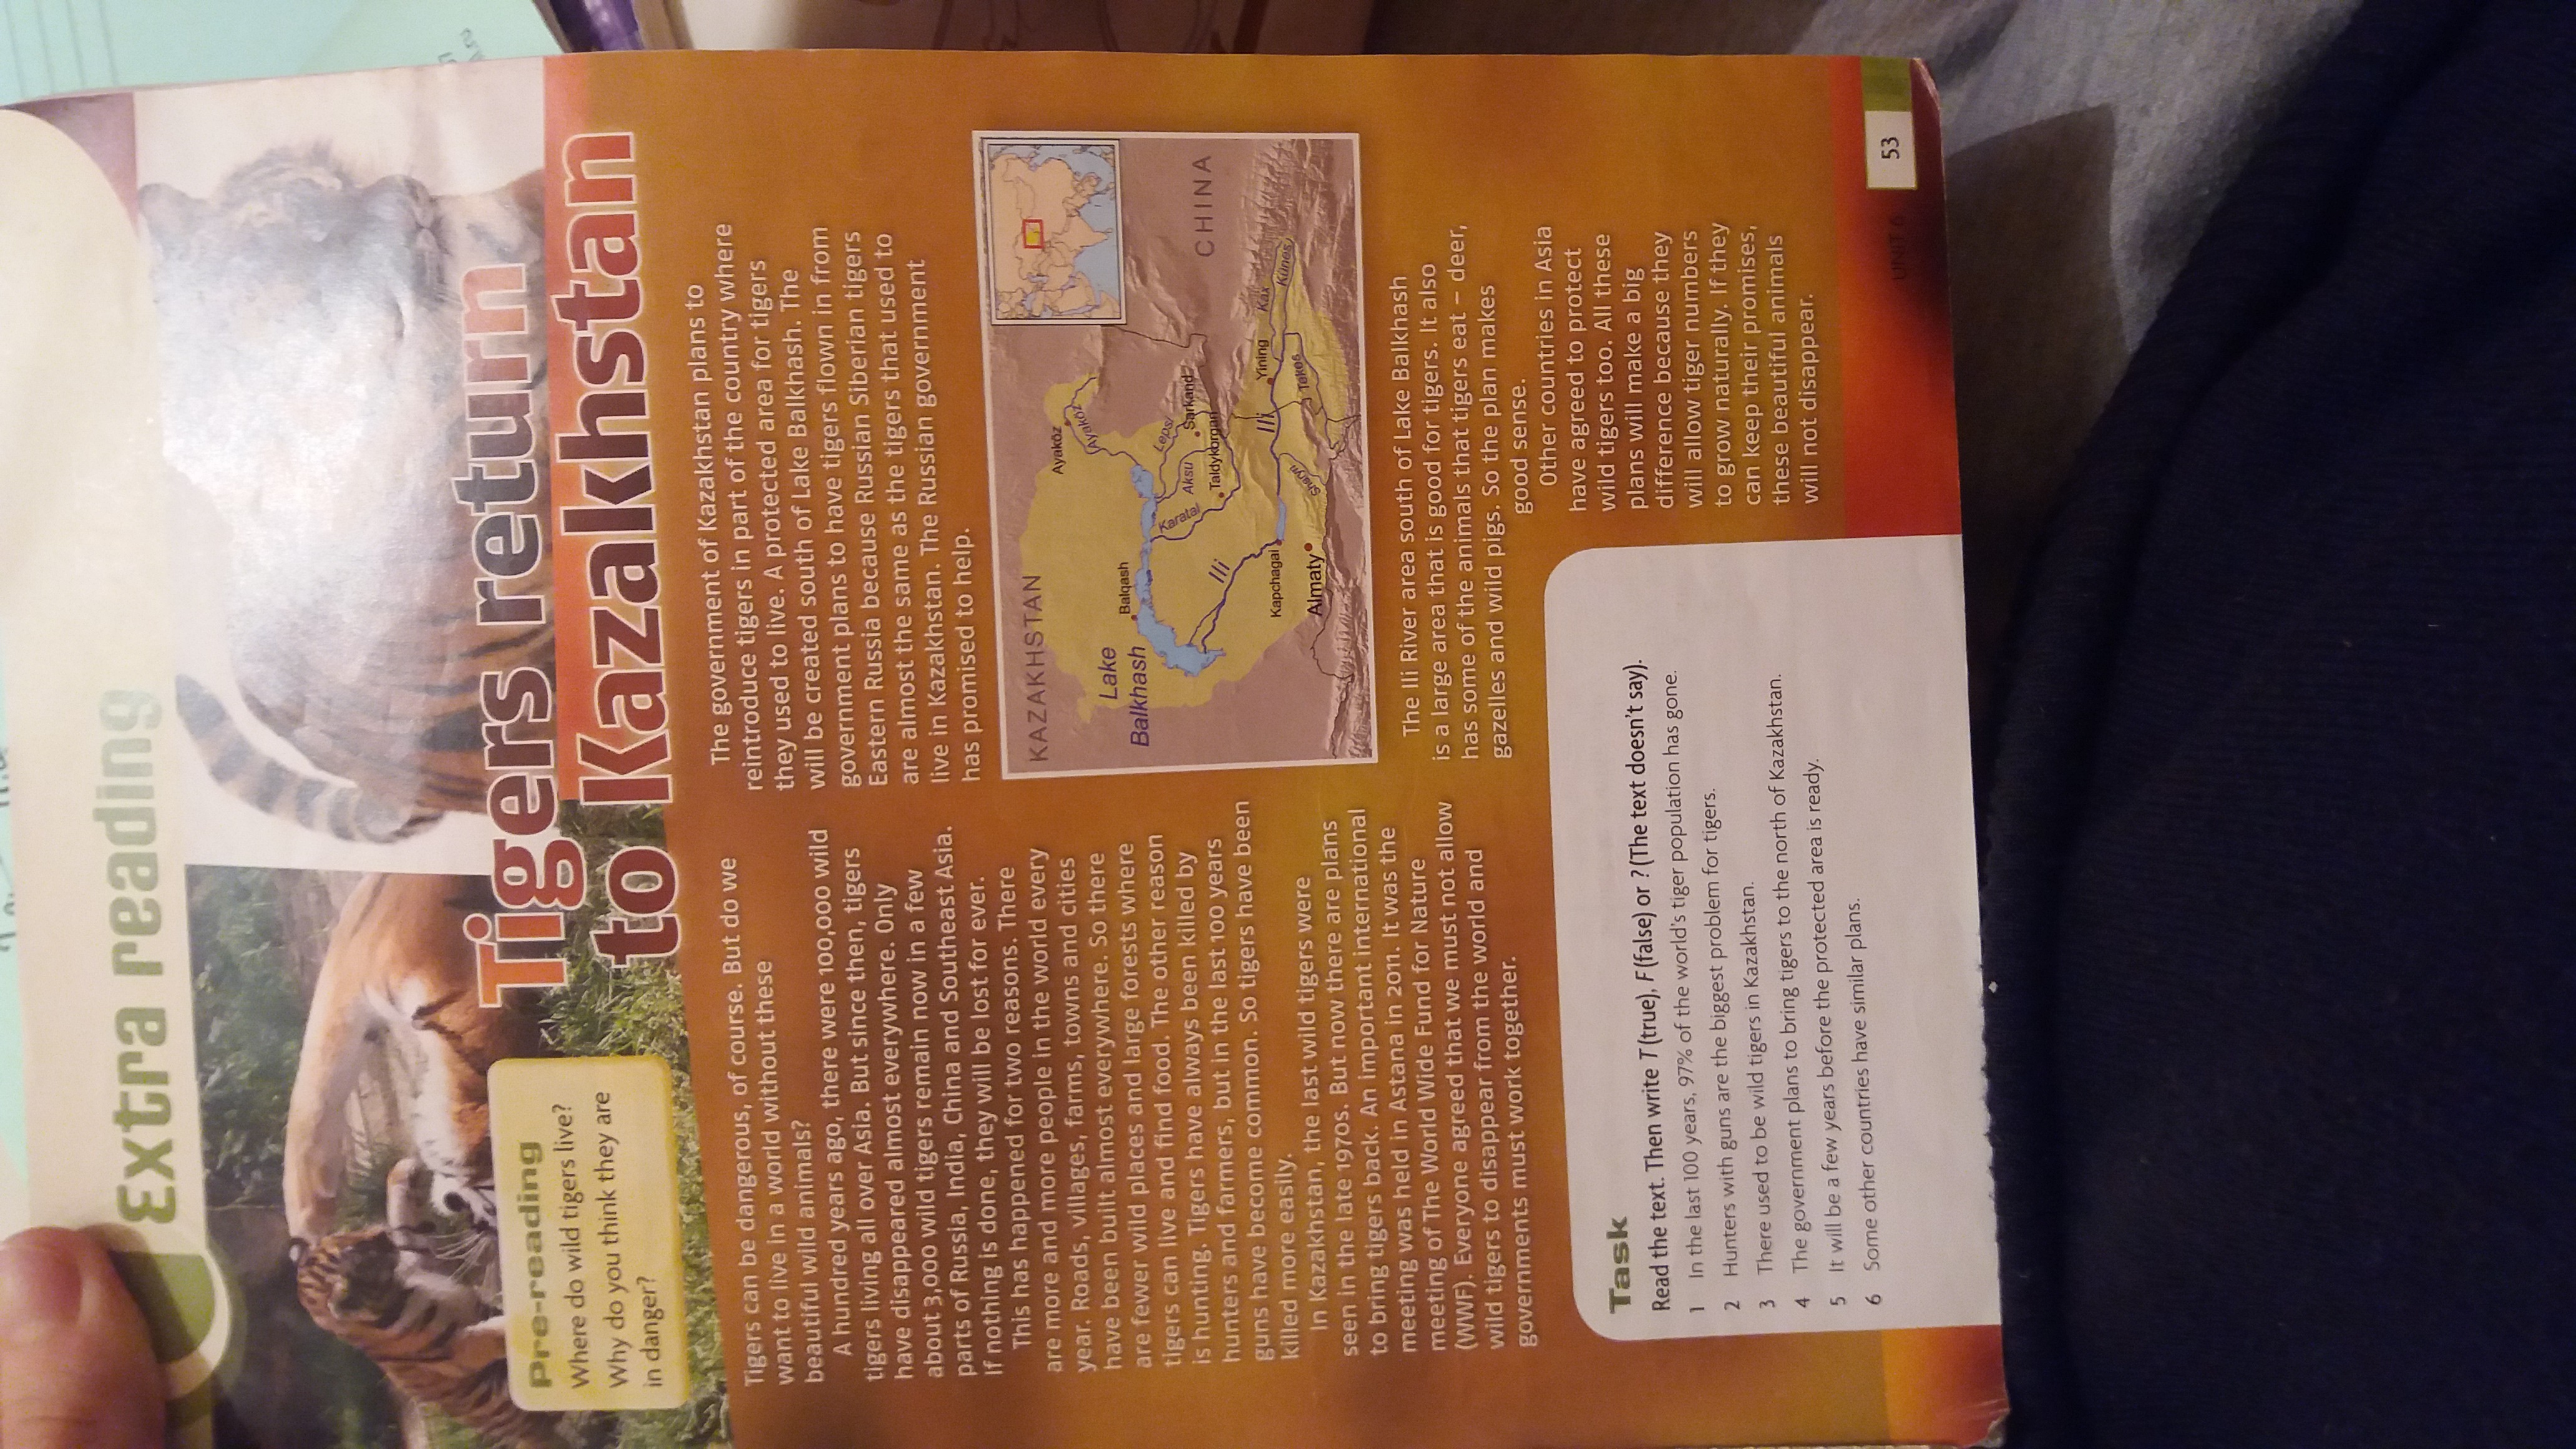 Extra reading
Pre-reading
Where do wild tigers live?
Why do you think they are
in danger?
Tigers return
to Kazakhstan
Tigers can be dangerous, of course. But do we
want to live in a world without these
beautiful wild animals?
A hundred years ago, there were 100,000 wild
tigers living all over Asia. But since then, tigers
have disappeared almost everywhere. Only
about 3,000 wild tigers remain now in a few
parts of Russia, India, China and Southeast Asia.
If nothing is done, they will be lost for ever.
This has happened for two reasons. There
are more and more people in the world every
year. Roads, villages, farms, towns and cities
have been built almost everywhere. So there
are fewer wild places and large forests where
tigers can live and find food. The other reason
is hunting. Tigers have always been killed by
hunters and farmers, but in the last 100 years
guns have become common. So tigers have been
killed more easily.
In Kazakhstan, the last wild tigers were
seen in the late 1970s. But now there are plans
to bring tigers back. An important international
meeting was held in Astana in 2011. It was the
meeting of The World Wide Fund for Nature
(WWF). Everyone agreed that we must not allow
wild tigers to disappear from the world and
governments must work together.
The government of Kazakhstan plans to
reintroduce tigers in part of the country where
they used to live. A protected area for tigers
will be created south of Lake Balkhash. The
government plans to have tigers flown in from
Eastern Russia because Russian Siberian tigers
are almost the same as the tigers that used to
live in Kazakhstan. The Russian government
has promised to help.
KAZAKHSTAN
Lake
Balkhash
Balqash
Ayaköz
Ayaköz
Lepsi
Aksu
Sarkand
Karatal
Taldykorgan
Ili
Ili
Kapchagai
Almaty
Sharyn
Yining
Tekes
Kax
Künes
CHINA
The Ili River area south of Lake Balkhash
is a large area that is good for tigers. It also
has some of the animals that tigers eat – deer,
gazelles and wild pigs. So the plan makes
good sense.
Other countries in Asia
have agreed to protect
wild tigers too. All these
plans will make a big
difference because they
will allow tiger numbers
to grow naturally. If they
can keep their promises,
these beautiful animals
will not disappear.
Task
Read the text. Then write T (true), F (false) or ? (The text doesn't say).
1 In the last 100 years, 97% of the world's tiger population has gone.
2 Hunters with guns are the biggest problem for tigers.
3 There used to be wild tigers in Kazakhstan.
4 The government plans to bring tigers to the north of Kazakhstan.
5 It will be a few years before the protected area is ready.
6 Some other countries have similar plans.
UNIT 6
53